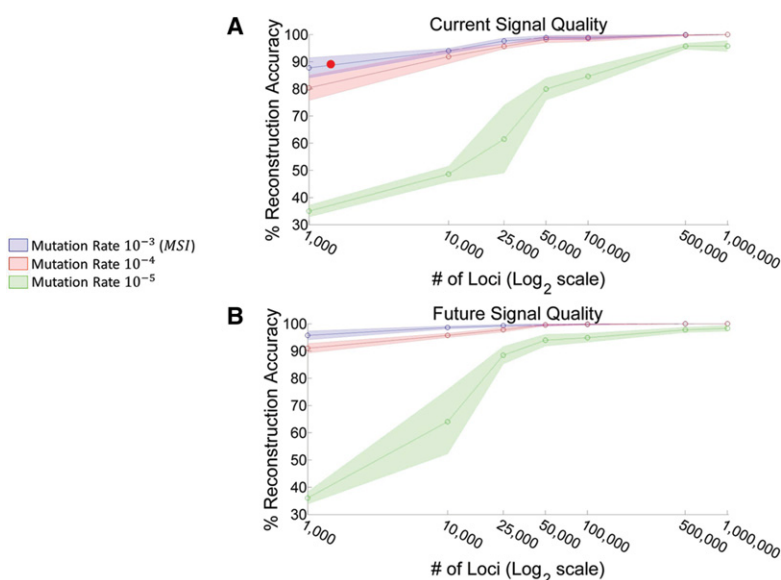 A
Current Signal Quality
% Reconstruction Accuracy
100
90
80
70
60
50
40
30
1,000
10,000
25,000
50,000
100,000
500,000
1,000,000
# of Loci (Log₂ scale)
Mutation Rate 10⁻³ (MSI)
Mutation Rate 10⁻⁴
Mutation Rate 10⁻⁵
B
Future Signal Quality
% Reconstruction Accuracy
100
90
80
70
60
50
40
30
1,000
10,000
25,000
50,000
100,000
500,000
1,000,000
# of Loci (Log₂ scale)